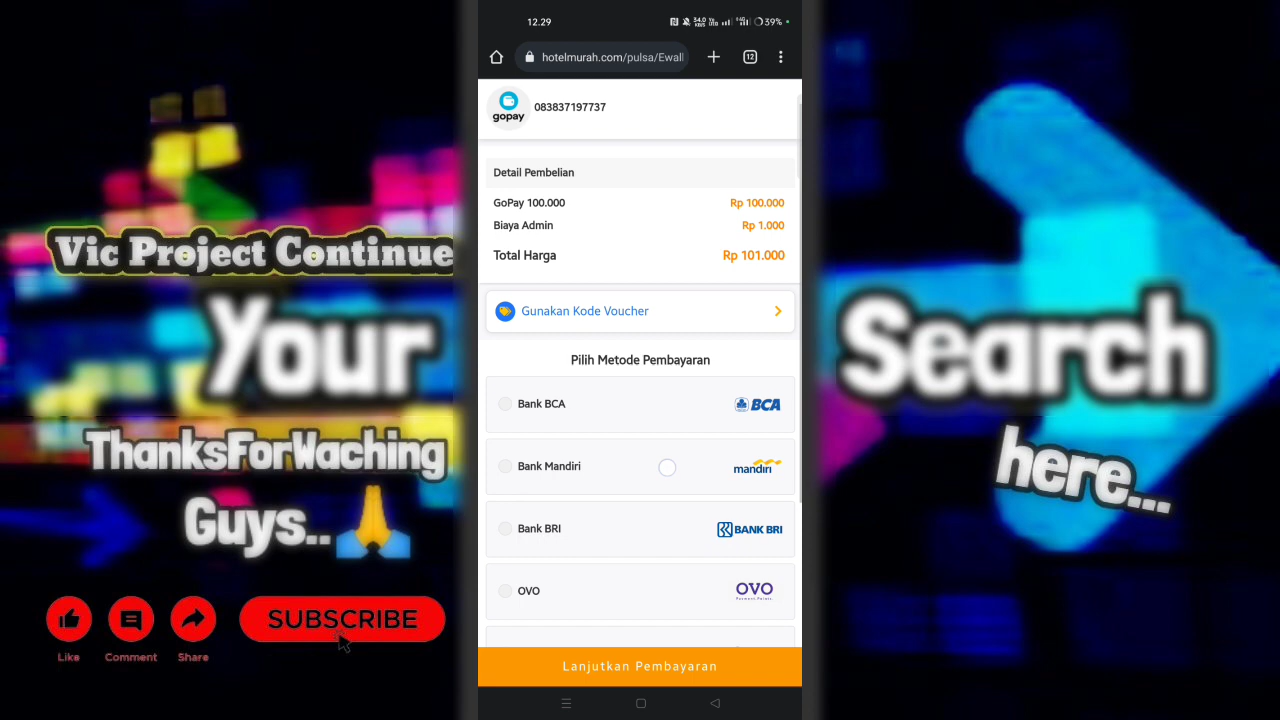 12.29
39%
hotelmurah.com/pulsa/Ewall
12
gopay
083837197737
Detail Pembelian
GoPay 100.000 Rp 100.000
Biaya Admin Rp 1.000
Total Harga Rp 101.000
Gunakan Kode Voucher
Pilih Metode Pembayaran
Bank BCA BCA
Bank Mandiri mandiri
Bank BRI BANK BRI
OVO OVO
Lanjutkan Pembayaran
Vic Project Continue
Your
ThanksForWaching
Guys..🙏
Like Comment Share
SUBSCRIBE
Search
here...